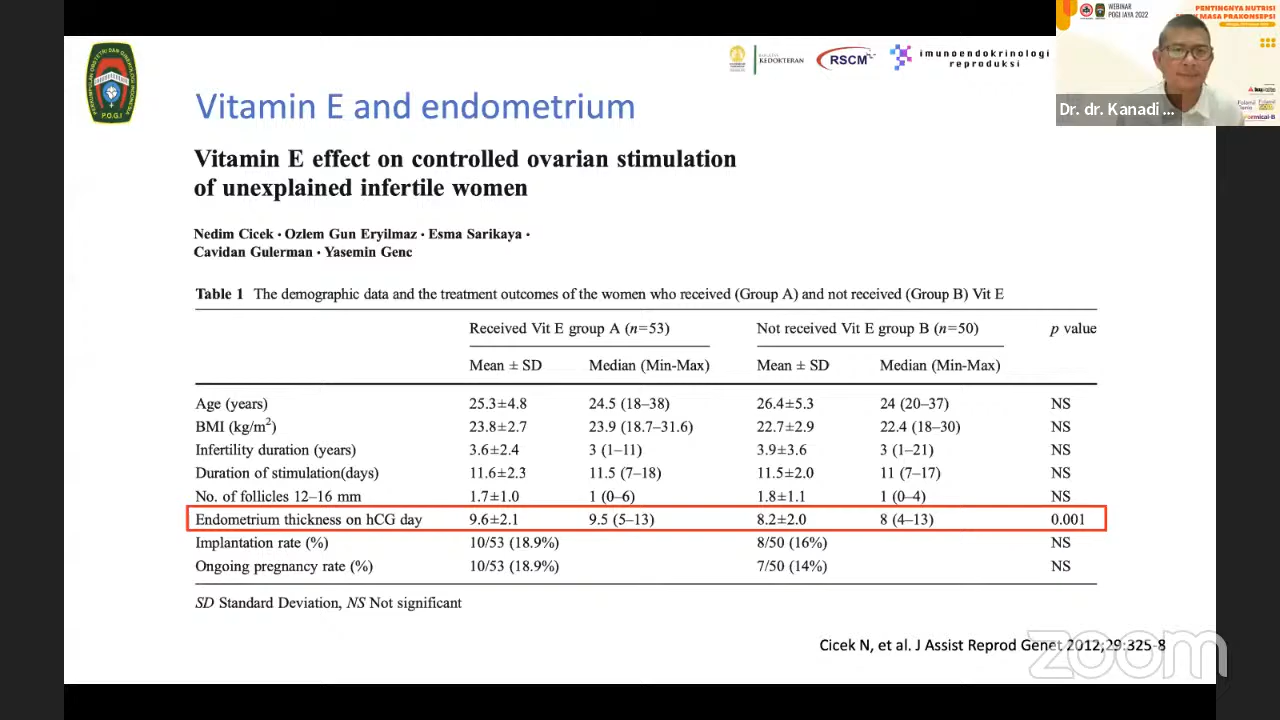 WEBINAR
POGI JAYA 2022
PENTINGNYA NUTRISI
MASA PRAKONSEPSI
Dr. dr. Kanadi ...
P.O.G.I
KEDOKTERAN
RSCM
imunoendokrinologi
reproduksi
Vitamin E and endometrium
Vitamin E effect on controlled ovarian stimulation
of unexplained infertile women
Nedim Cicek · Ozlem Gun Eryilmaz · Esma Sarikaya ·
Cavidan Gulerman · Yasemin Genc
Table 1 The demographic data and the treatment outcomes of the women who received (Group A) and not received (Group B) Vit E
Received Vit E group A (n=53) Not received Vit E group B (n=50) p value
Mean ± SD Median (Min-Max) Mean ± SD Median (Min-Max)
Age (years) 25.3±4.8 24.5 (18–38) 26.4±5.3 24 (20–37) NS
BMI (kg/m²) 23.8±2.7 23.9 (18.7–31.6) 22.7±2.9 22.4 (18–30) NS
Infertility duration (years) 3.6±2.4 3 (1–11) 3.9±3.6 3 (1–21) NS
Duration of stimulation(days) 11.6±2.3 11.5 (7–18) 11.5±2.0 11 (7–17) NS
No. of follicles 12–16 mm 1.7±1.0 1 (0–6) 1.8±1.1 1 (0–4) NS
Endometrium thickness on hCG day 9.6±2.1 9.5 (5–13) 8.2±2.0 8 (4–13) 0.001
Implantation rate (%) 10/53 (18.9%) 8/50 (16%) NS
Ongoing pregnancy rate (%) 10/53 (18.9%) 7/50 (14%) NS
SD Standard Deviation, NS Not significant
Cicek N, et al. J Assist Reprod Genet 2012;29:325-8
zoom